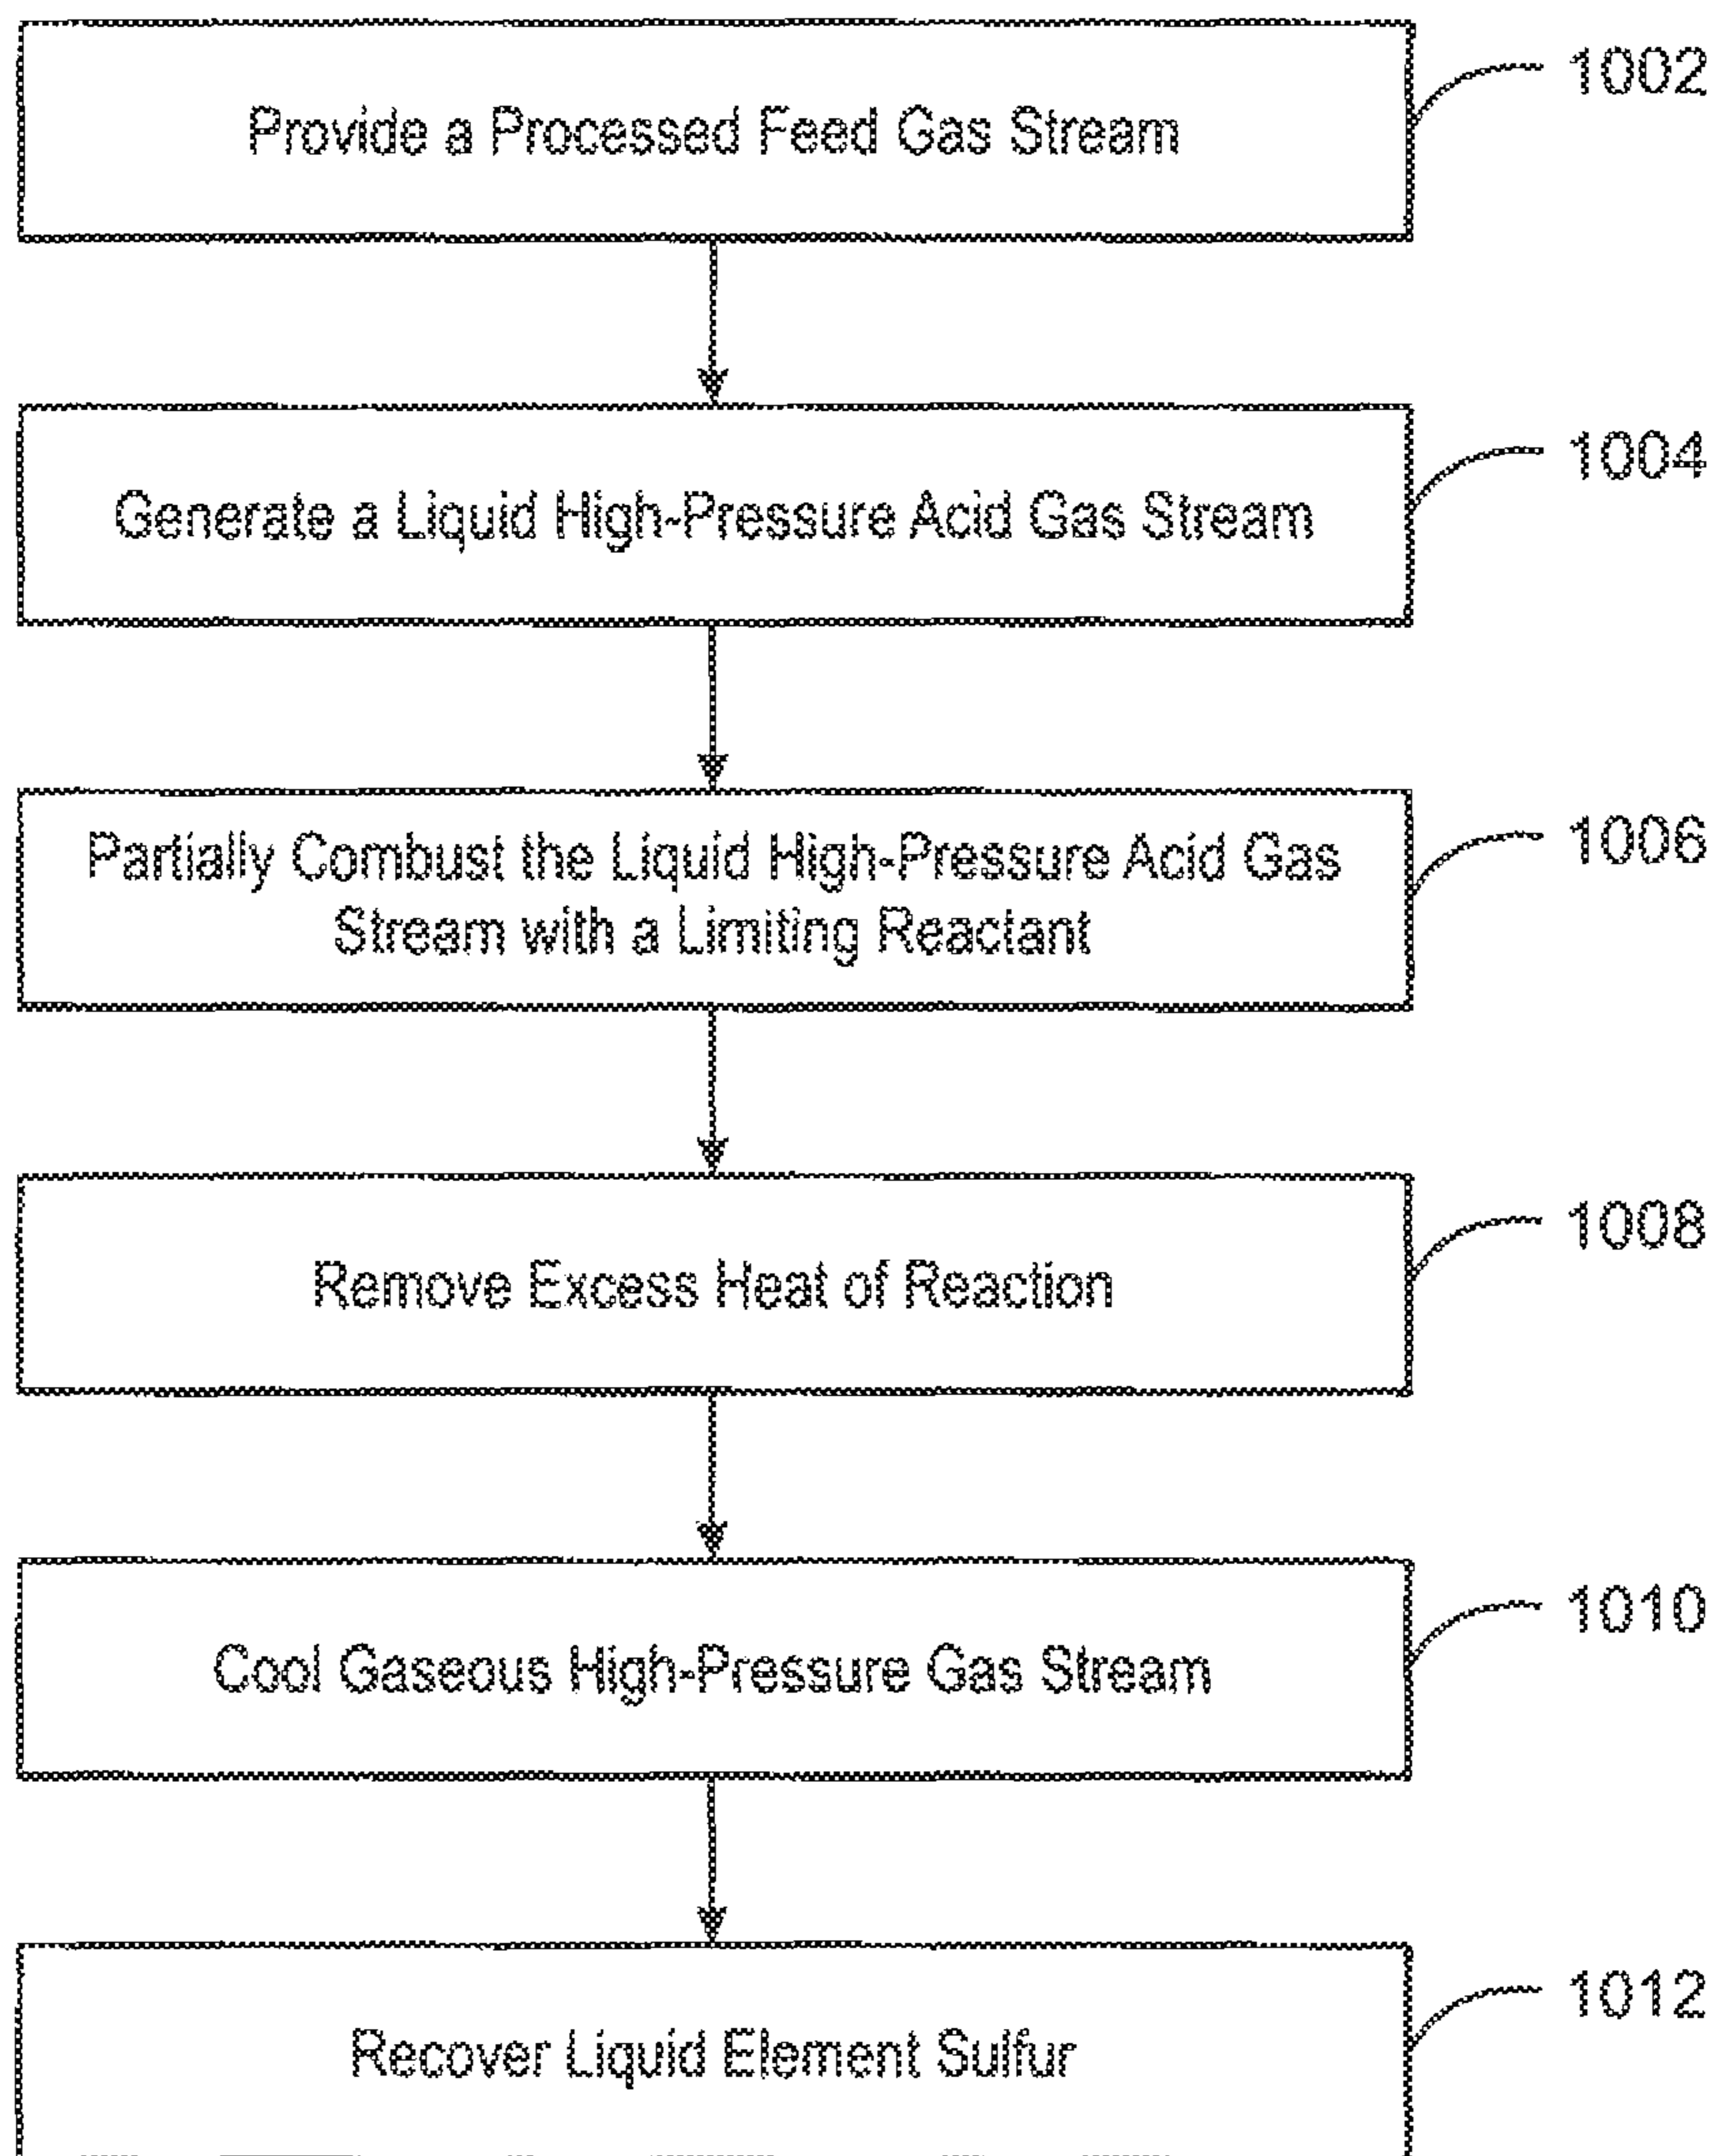 Provide a Processed Feed Gas Stream
1002
Generate a Liquid High-Pressure Acid Gas Stream
1004
Partially Combust the Liquid High-Pressure Acid Gas
Stream with a Limiting Reactant
1006
Remove Excess Heat of Reaction
1008
Cool Gaseous High-Pressure Gas Stream
1010
Recover Liquid Element Sulfur
1012